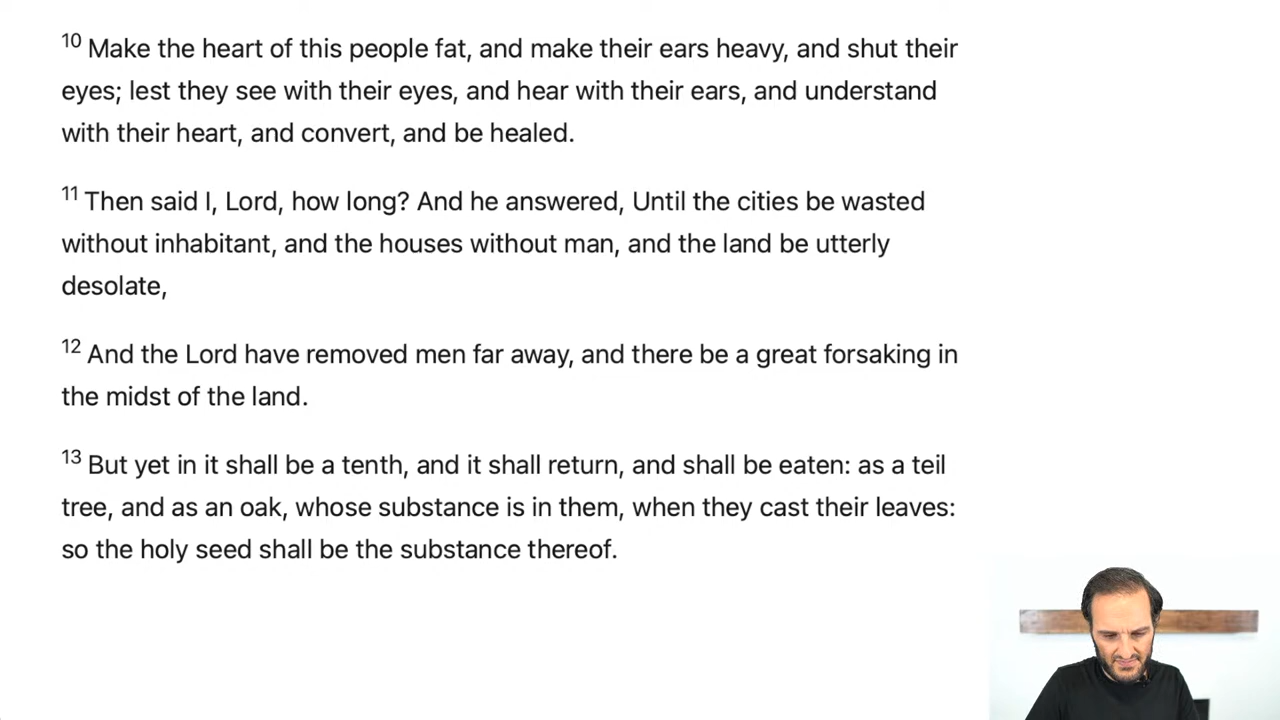 10 Make the heart of this people fat, and make their ears heavy, and shut their
eyes; lest they see with their eyes, and hear with their ears, and understand
with their heart, and convert, and be healed.
11 Then said I, Lord, how long? And he answered, Until the cities be wasted
without inhabitant, and the houses without man, and the land be utterly
desolate,
12 And the Lord have removed men far away, and there be a great forsaking in
the midst of the land.
13 But yet in it shall be a tenth, and it shall return, and shall be eaten: as a teil
tree, and as an oak, whose substance is in them, when they cast their leaves:
so the holy seed shall be the substance thereof.